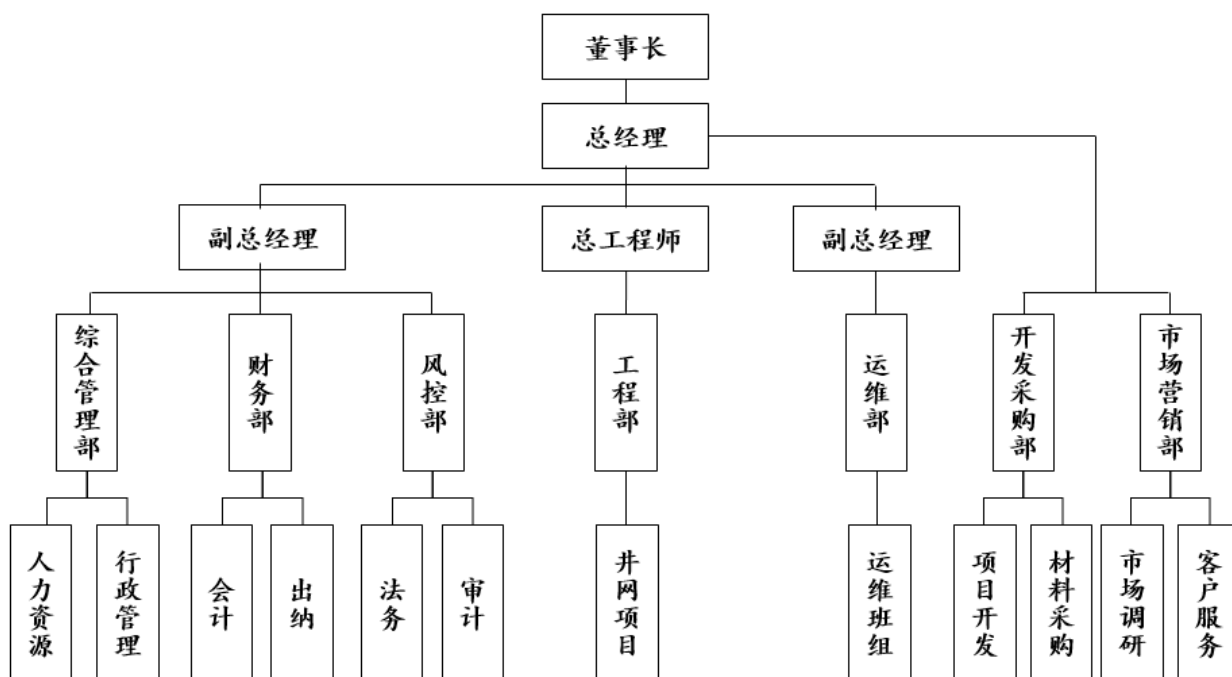 董事长
总经理
副总经理
总工程师
副总经理
综合管理部
财务部
风控部
工程部
运维部
开发采购部
市场营销部
人力资源
行政管理
会计
出纳
法务
审计
井网项目
运维班组
项目开发
材料采购
市场调研
客户服务